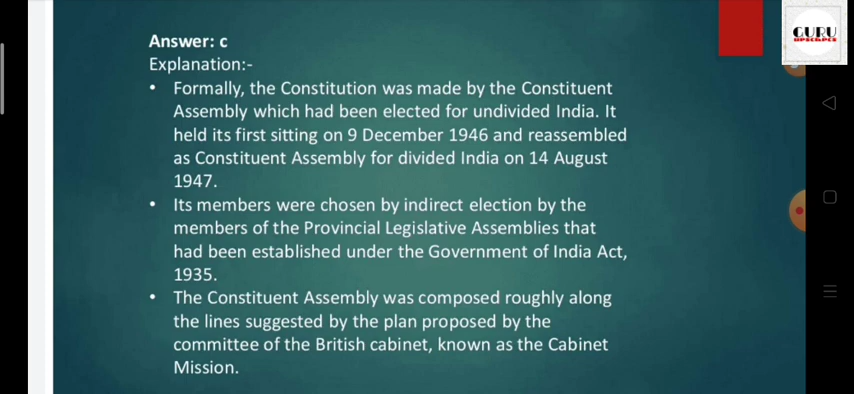 GURU
UPSCHPCS
Answer: c
Explanation:-
• Formally, the Constitution was made by the Constituent
Assembly which had been elected for undivided India. It
held its first sitting on 9 December 1946 and reassembled
as Constituent Assembly for divided India on 14 August
1947.
• Its members were chosen by indirect election by the
members of the Provincial Legislative Assemblies that
had been established under the Government of India Act,
1935.
• The Constituent Assembly was composed roughly along
the lines suggested by the plan proposed by the
committee of the British cabinet, known as the Cabinet
Mission.